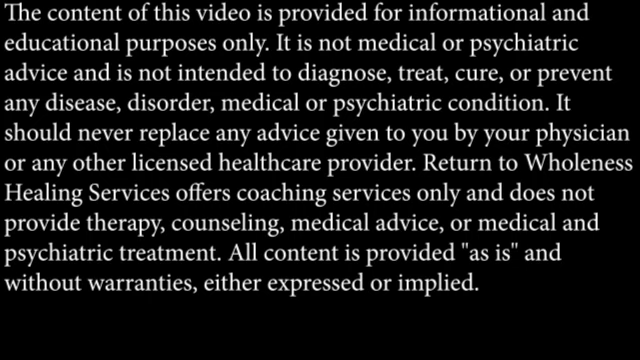 The content of this video is provided for informational and
educational purposes only. It is not medical or psychiatric
advice and is not intended to diagnose, treat, cure, or prevent
any disease, disorder, medical or psychiatric condition. It
should never replace any advice given to you by your physician
or any other licensed healthcare provider. Return to Wholeness
Healing Services offers coaching services only and does not
provide therapy, counseling, medical advice, or medical and
psychiatric treatment. All content is provided "as is" and
without warranties, either expressed or implied.